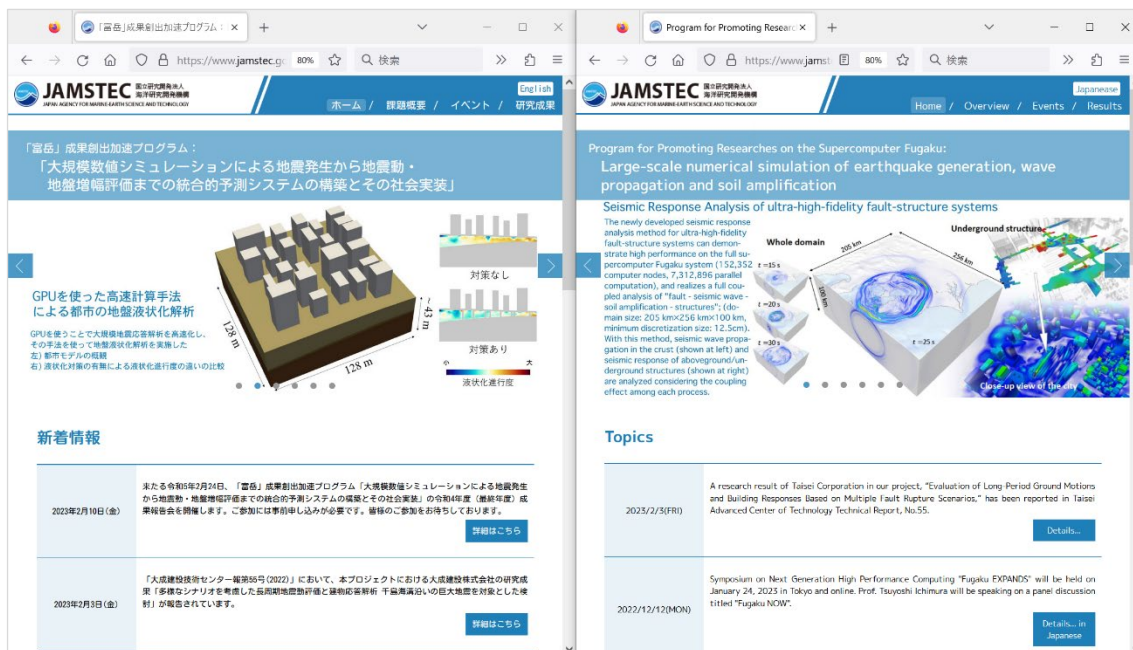 「富岳」成果創出加速プログラム：
https://www.jamstec.gc
80%
検索
JAMSTEC 国立研究開発法人 海洋研究開発機構
JAPAN AGENCY FOR MARINE-EARTH SCIENCE AND TECHNOLOGY
English
ホーム / 課題概要 / イベント / 研究成果
「富岳」成果創出加速プログラム：
「大規模数値シミュレーションによる地震発生から地震動・
地盤増幅評価までの統合的予測システムの構築とその社会実装」
GPUを使った高速計算手法
による都市の地盤液状化解析
GPUを使うことで大規模地震応答解析を高速化し、
その手法を使って地盤液状化解析を実施した
左) 都市モデルの概観
右) 液状化対策の有無による液状化進行度の違いの比較
128 m
128 m
~43 m
対策なし
対策あり
小 大
液状化進行度
新着情報
2023年2月10日(金)
来たる令和5年2月24日、「富岳」成果創出加速プログラム「大規模数値シミュレーションによる地震発生
から地震動・地盤増幅評価までの統合的予測システムの構築とその社会実装」の令和4年度（最終年度）成
果報告会を開催します。ご参加には事前申し込みが必要です。皆様のご参加をお待ちしております。
詳細はこちら
2023年2月3日(金)
「大成建設技術センター報第55号(2022)」において、本プロジェクトにおける大成建設株式会社の研究成
果「多様なシナリオを考慮した長周期地震動評価と建物応答解析 千島海溝沿いの巨大地震を対象とした検
討」が報告されています。
詳細はこちら
Program for Promoting Researc
https://www.jamst
80%
検索
JAMSTEC 国立研究開発法人 海洋研究開発機構
JAPAN AGENCY FOR MARINE-EARTH SCIENCE AND TECHNOLOGY
Japanease
Home / Overview / Events / Results
Program for Promoting Researches on the Supercomputer Fugaku:
Large-scale numerical simulation of earthquake generation, wave
propagation and soil amplification
Seismic Response Analysis of ultra-high-fidelity fault-structure systems
The newly developed seismic response
analysis method for ultra-high-fidelity
fault-structure systems can demon-
strate high performance on the full su-
percomputer Fugaku system (152,352
computer nodes, 7,312,896 parallel
computation), and realizes a full cou-
pled analysis of "fault - seismic wave -
soil amplification - structures"; (do-
main size: 205 km×256 km×100 km,
minimum discretization size: 12.5cm).
With this method, seismic wave propa-
gation in the crust (shown at left) and
seismic response of aboveground/un-
derground structures (shown at right)
are analyzed considering the coupling
effect among each process.
Whole domain
t =15 s
t =20 s
t =30 s
205 km
256 km
100 km
t =25 s
Underground structure
Close-up view of the city
Topics
2023/2/3(FRI)
A research result of Taisei Corporation in our project, "Evaluation of Long-Period Ground Motions
and Building Responses Based on Multiple Fault Rupture Scenarios," has been reported in Taisei
Advanced Center of Technology Technical Report, No.55.
Details...
2022/12/12(MON)
Symposium on Next Generation High Performance Computing "Fugaku EXPANDS" will be held on
January 24, 2023 in Tokyo and online. Prof. Tsuyoshi Ichimura will be speaking on a panel discussion
titled "Fugaku NOW".
Details... in
Japanese